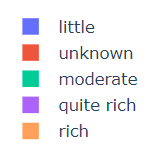 little
unknown
moderate
quite rich
rich